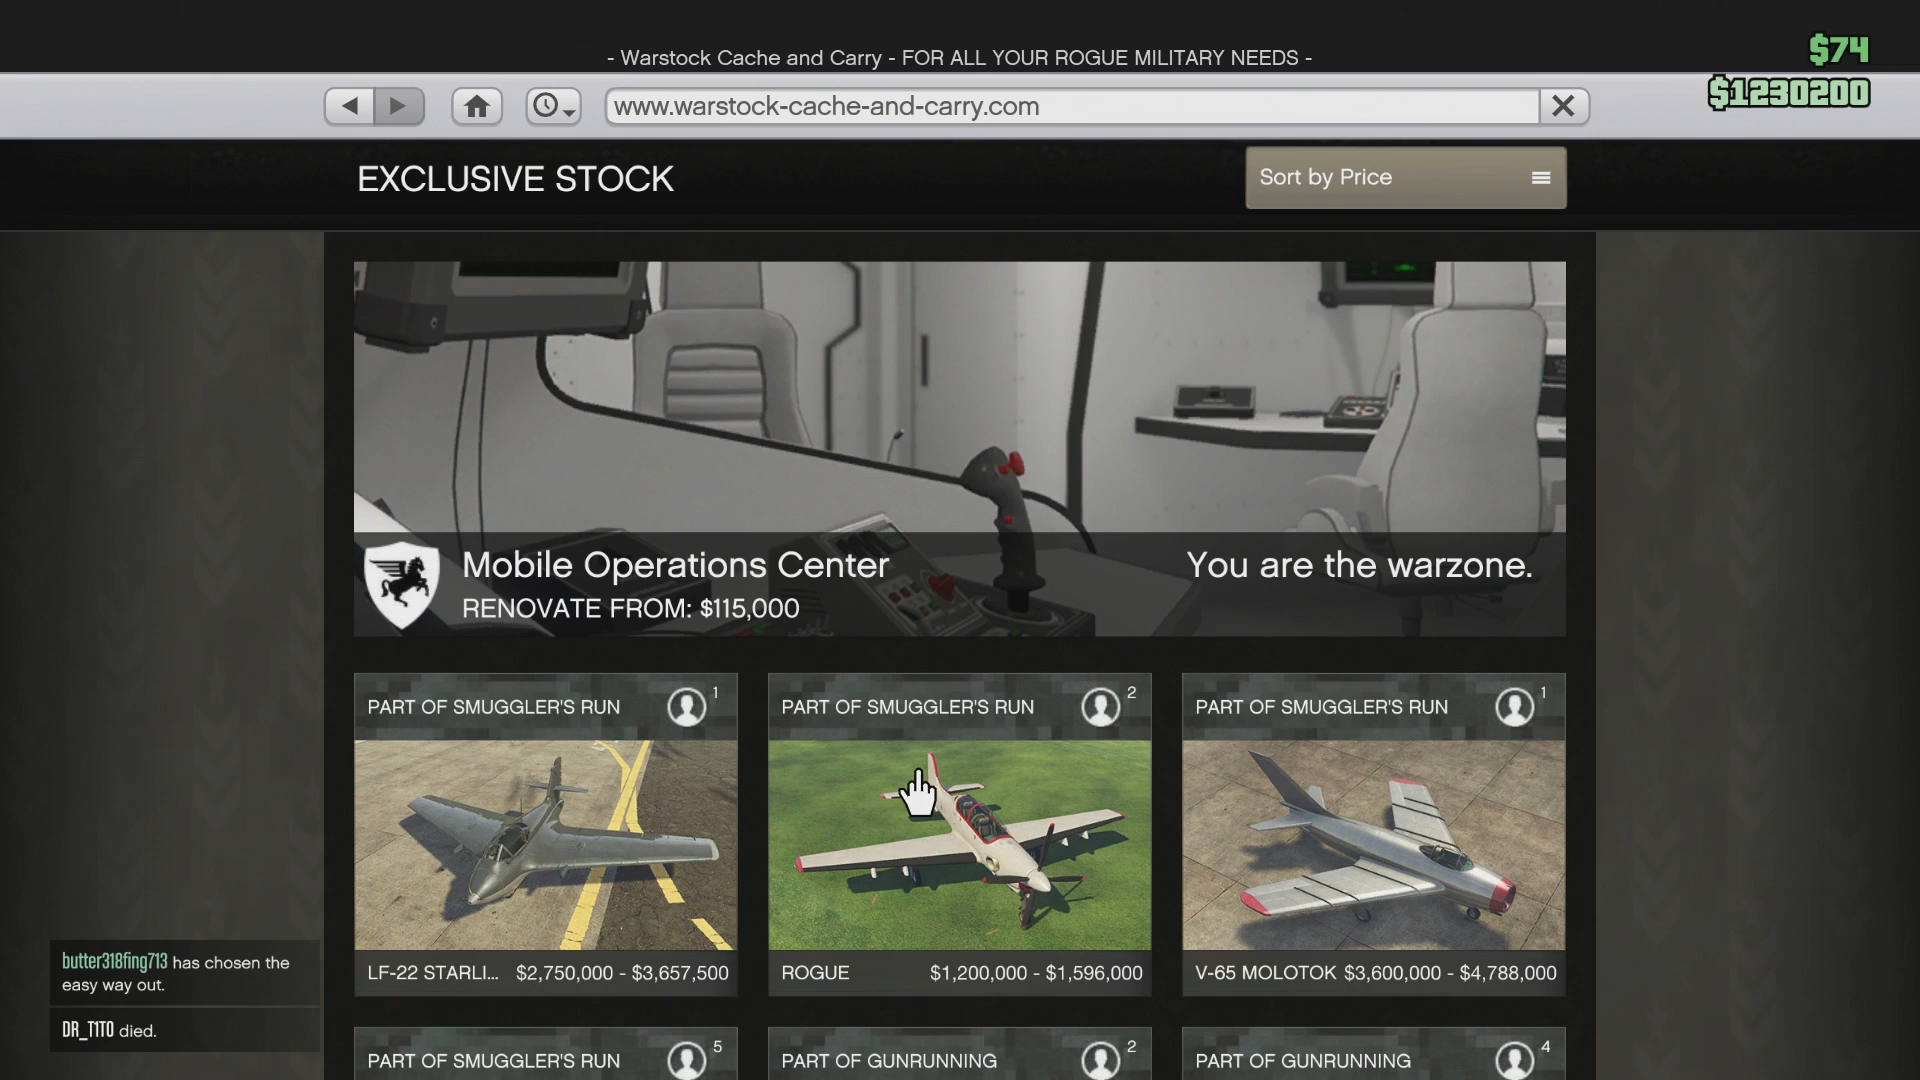 - Warstock Cache and Carry - FOR ALL YOUR ROGUE MILITARY NEEDS -
$74
$1230200
www.warstock-cache-and-carry.com
EXCLUSIVE STOCK
Sort by Price
Mobile Operations Center
You are the warzone.
RENOVATE FROM: $115,000
PART OF SMUGGLER'S RUN 1
PART OF SMUGGLER'S RUN 2
PART OF SMUGGLER'S RUN 1
LF-22 STARLI... $2,750,000 - $3,657,500
ROGUE $1,200,000 - $1,596,000
V-65 MOLOTOK $3,600,000 - $4,788,000
butter318fing713 has chosen the
easy way out.
DR_T1T0 died.
PART OF SMUGGLER'S RUN 5
PART OF GUNRUNNING 2
PART OF GUNRUNNING 4